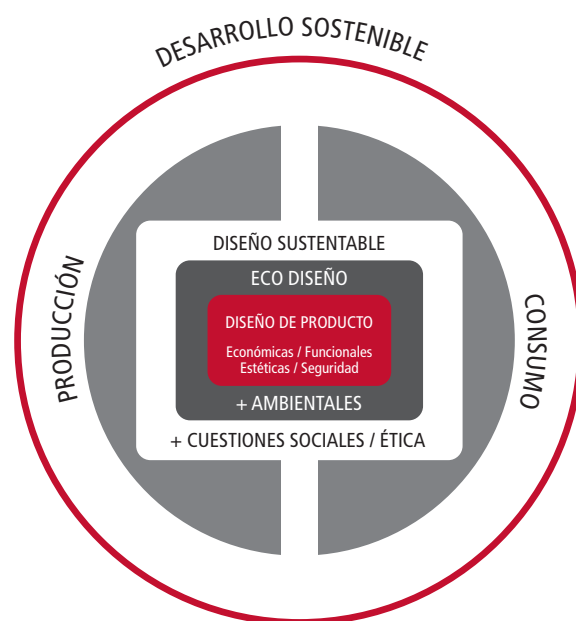 DESARROLLO SOSTENIBLE
PRODUCCIÓN
CONSUMO
DISEÑO SUSTENTABLE
ECO DISEÑO
DISEÑO DE PRODUCTO
Económicas / Funcionales
Estéticas / Seguridad
+ AMBIENTALES
+ CUESTIONES SOCIALES / ÉTICA